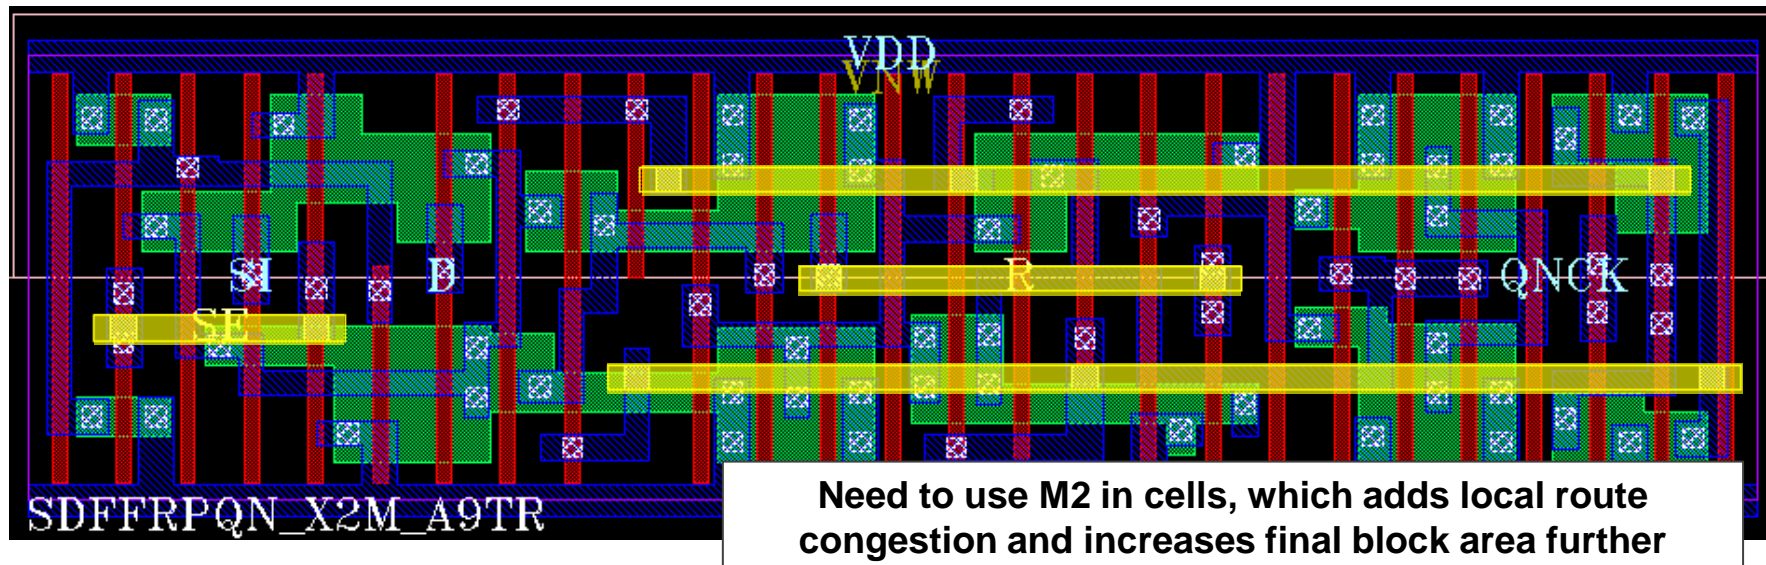 VDD
VNW
SI D R QNCK
SE
SDFFRPQN_X2M_A9TR
Need to use M2 in cells, which adds local route
congestion and increases final block area further